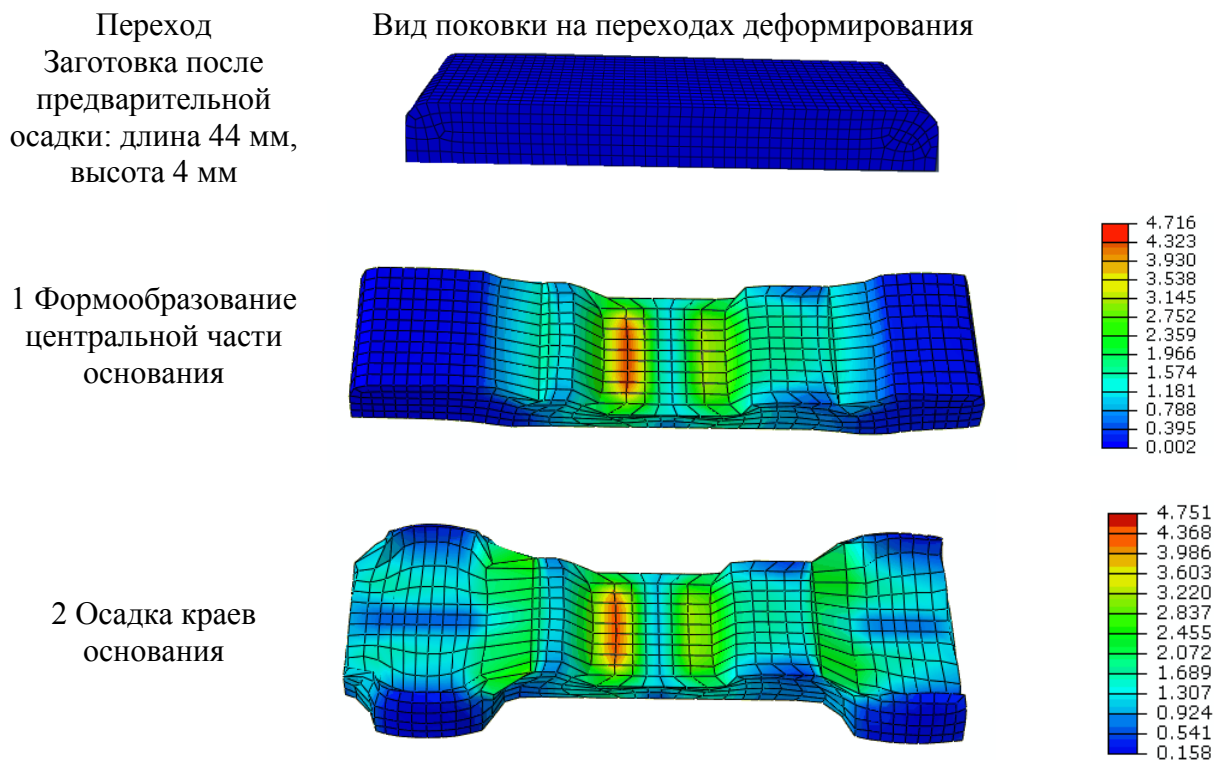 Переход
Вид поковки на переходах деформирования
Заготовка после
предварительной
осадки: длина 44 мм,
высота 4 мм
1 Формообразование
центральной части
основания
4.716
4.323
3.930
3.538
3.145
2.752
2.359
1.966
1.574
1.181
0.788
0.395
0.002
2 Осадка краев
основания
4.751
4.368
3.986
3.603
3.220
2.837
2.455
2.072
1.689
1.307
0.924
0.541
0.158